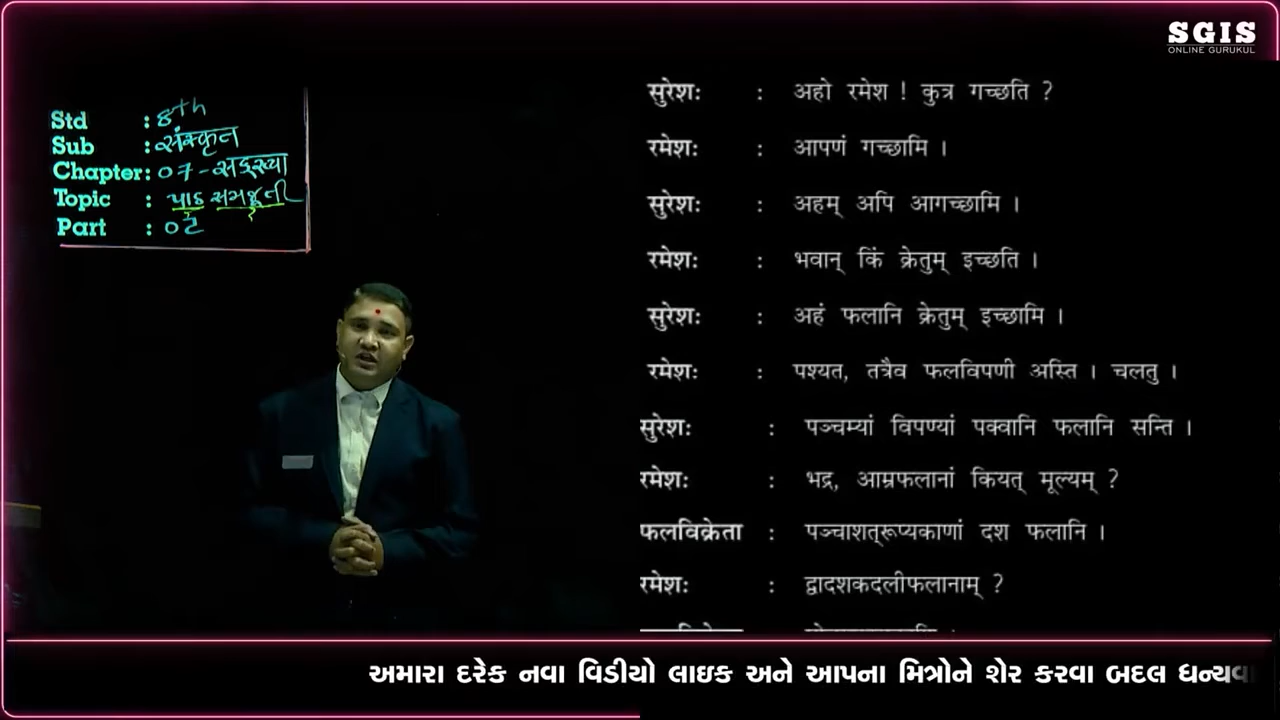 SGIS
ONLINE GURUKUL
Std : 8th
Sub : संस्कृत
Chapter : 07 - सङ्ख्या
Topic : પાઠ સમજૂતી
Part :
सुरेशः : अहो रमेश ! कुत्र गच्छति ?
रमेशः : आपणं गच्छामि ।
सुरेशः : अहम् अपि आगच्छामि ।
रमेशः : भवान् किं क्रेतुम् इच्छति ।
सुरेशः : अहं फलानि क्रेतुम् इच्छामि ।
रमेशः : पश्यत, तत्रैव फलविपणी अस्ति । चलतु ।
सुरेशः : पञ्चम्यां विपण्यां पक्वानि फलानि सन्ति ।
रमेशः : भद्र, आम्रफलानां कियत् मूल्यम् ?
फलविक्रेता : पञ्चाशत्‌रूप्यकाणां दश फलानि ।
रमेशः : द्वादशकदलीफलानाम् ?
અમારા દરેક નવા વિડીયો લાઇક અને આપના મિત્રોને શેર કરવા બદલ